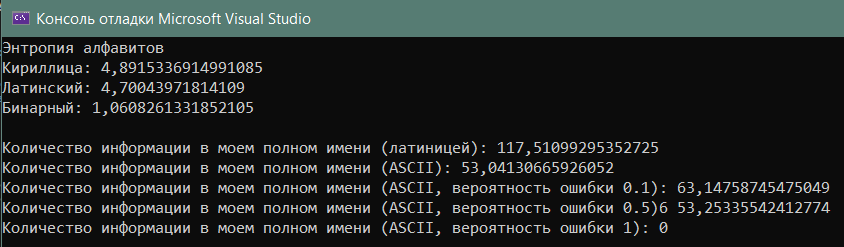 Консоль отладки Microsoft Visual Studio
Энтропия алфавитов
Кириллица: 4,8915336914991085
Латинский: 4,70043971814109
Бинарный: 1,0608261331852105
Количество информации в моем полном имени (латиницей): 117,51099295352725
Количество информации в моем полном имени (ASCII): 53,04130665926052
Количество информации в моем полном имени (ASCII, вероятность ошибки 0.1): 63,14758745475049
Количество информации в моем полном имени (ASCII, вероятность ошибки 0.5)6 53,25335542412774
Количество информации в моем полном имени (ASCII, вероятность ошибки 1): 0